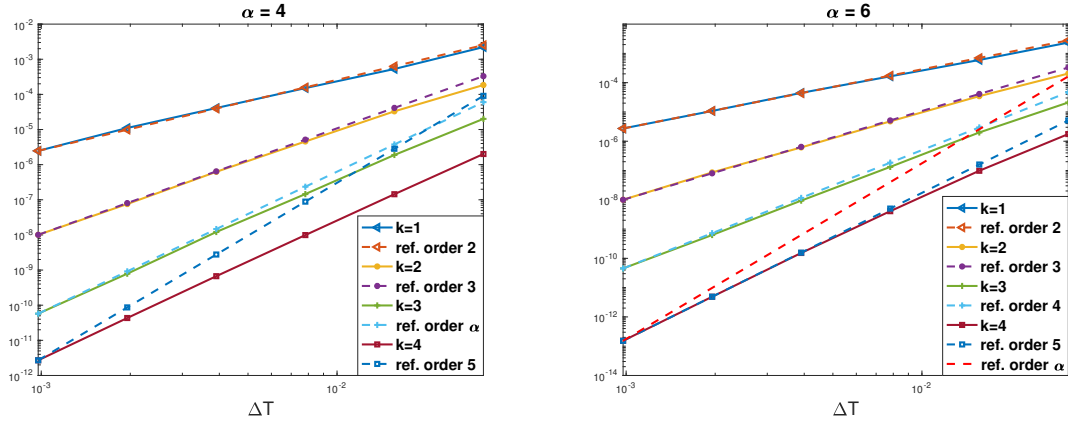 α = 4
10⁻²
10⁻³
10⁻⁴
10⁻⁵
10⁻⁶
10⁻⁷
10⁻⁸
10⁻⁹
10⁻¹⁰
10⁻¹¹
10⁻¹²
10⁻³
10⁻²
ΔT
k=1
ref. order 2
k=2
ref. order 3
k=3
ref. order α
k=4
ref. order 5
α = 6
10⁻²
10⁻⁴
10⁻⁶
10⁻⁸
10⁻¹⁰
10⁻¹²
10⁻¹⁴
10⁻³
10⁻²
ΔT
k=1
ref. order 2
k=2
ref. order 3
k=3
ref. order 4
k=4
ref. order 5
ref. order α